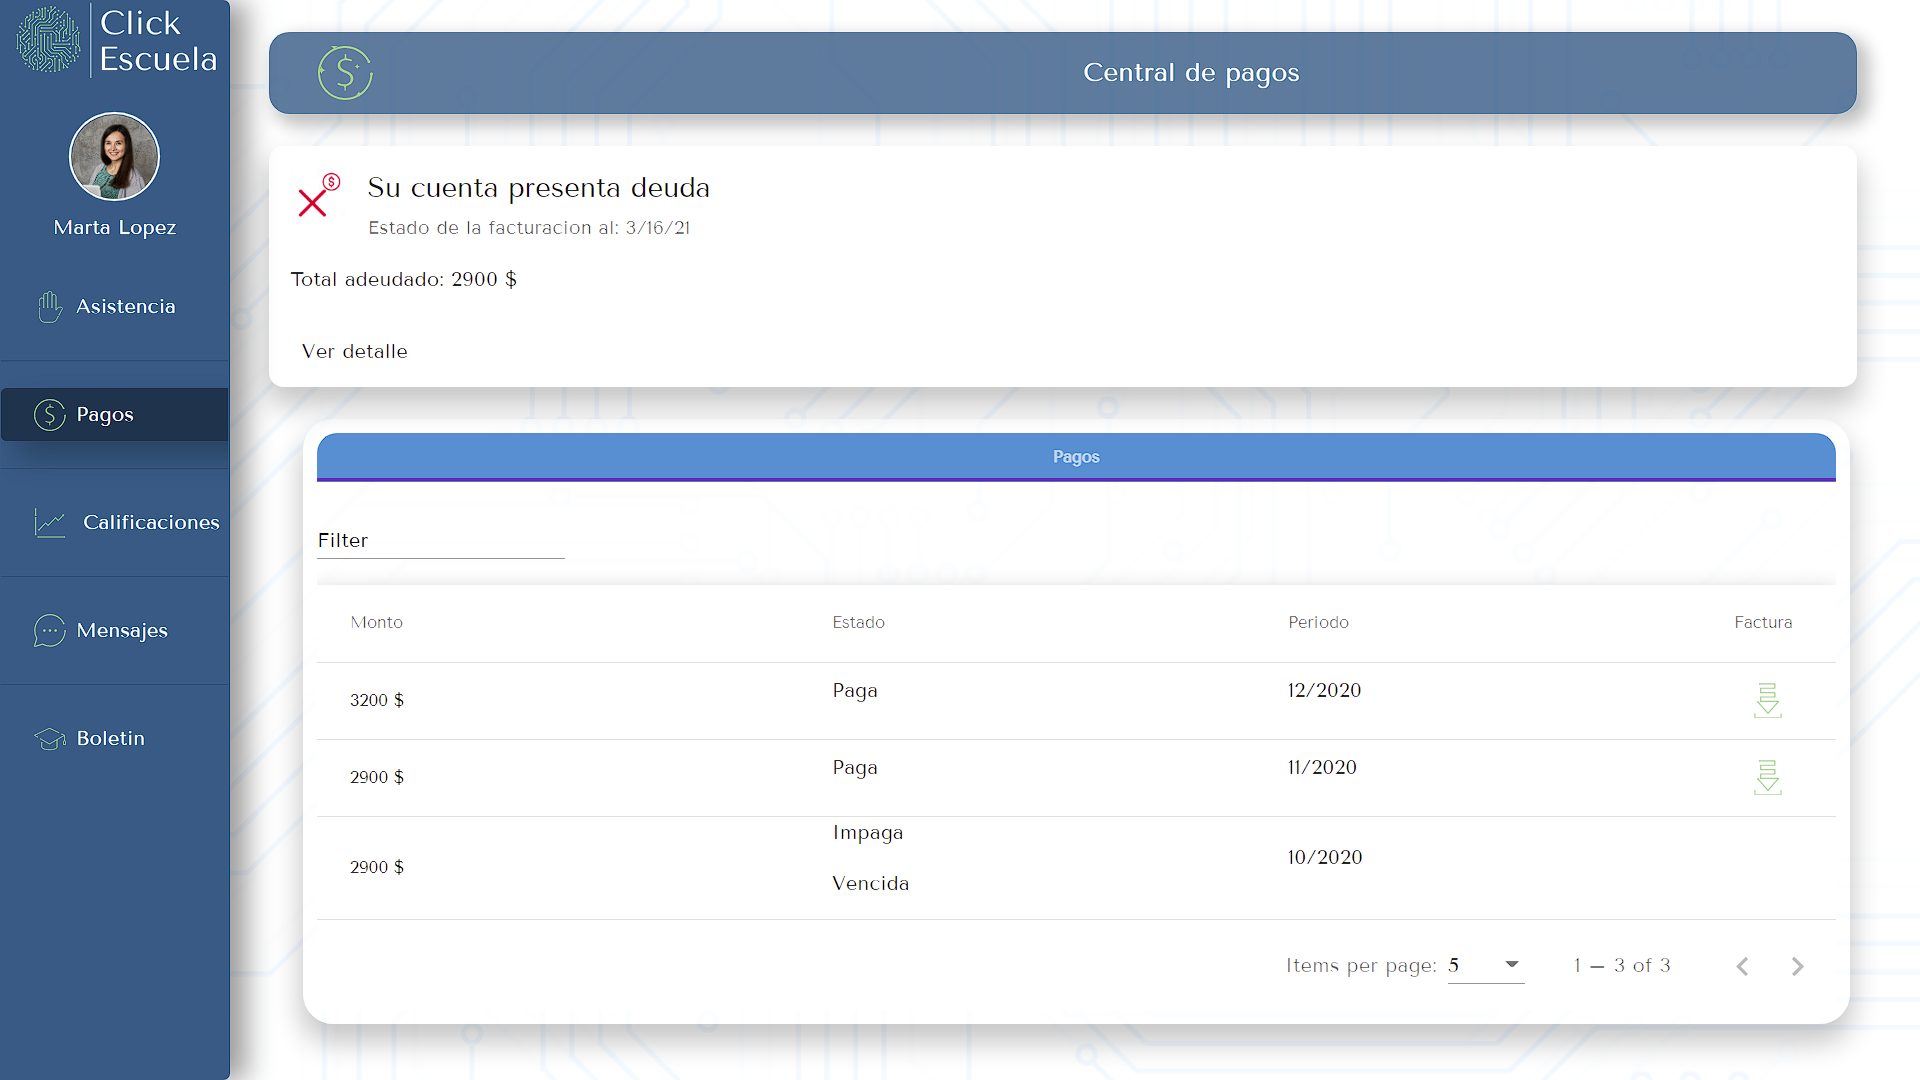 Click
Escuela
Marta Lopez
Asistencia
Pagos
Calificaciones
Mensajes
Boletin
Central de pagos
Su cuenta presenta deuda
Estado de la facturacion al: 3/16/21
Total adeudado: 2900 $
Ver detalle
Pagos
Filter
Monto Estado Periodo Factura
3200 $ Paga 12/2020
2900 $ Paga 11/2020
2900 $ Impaga 10/2020
Vencida
Items per page: 5 1 – 3 of 3